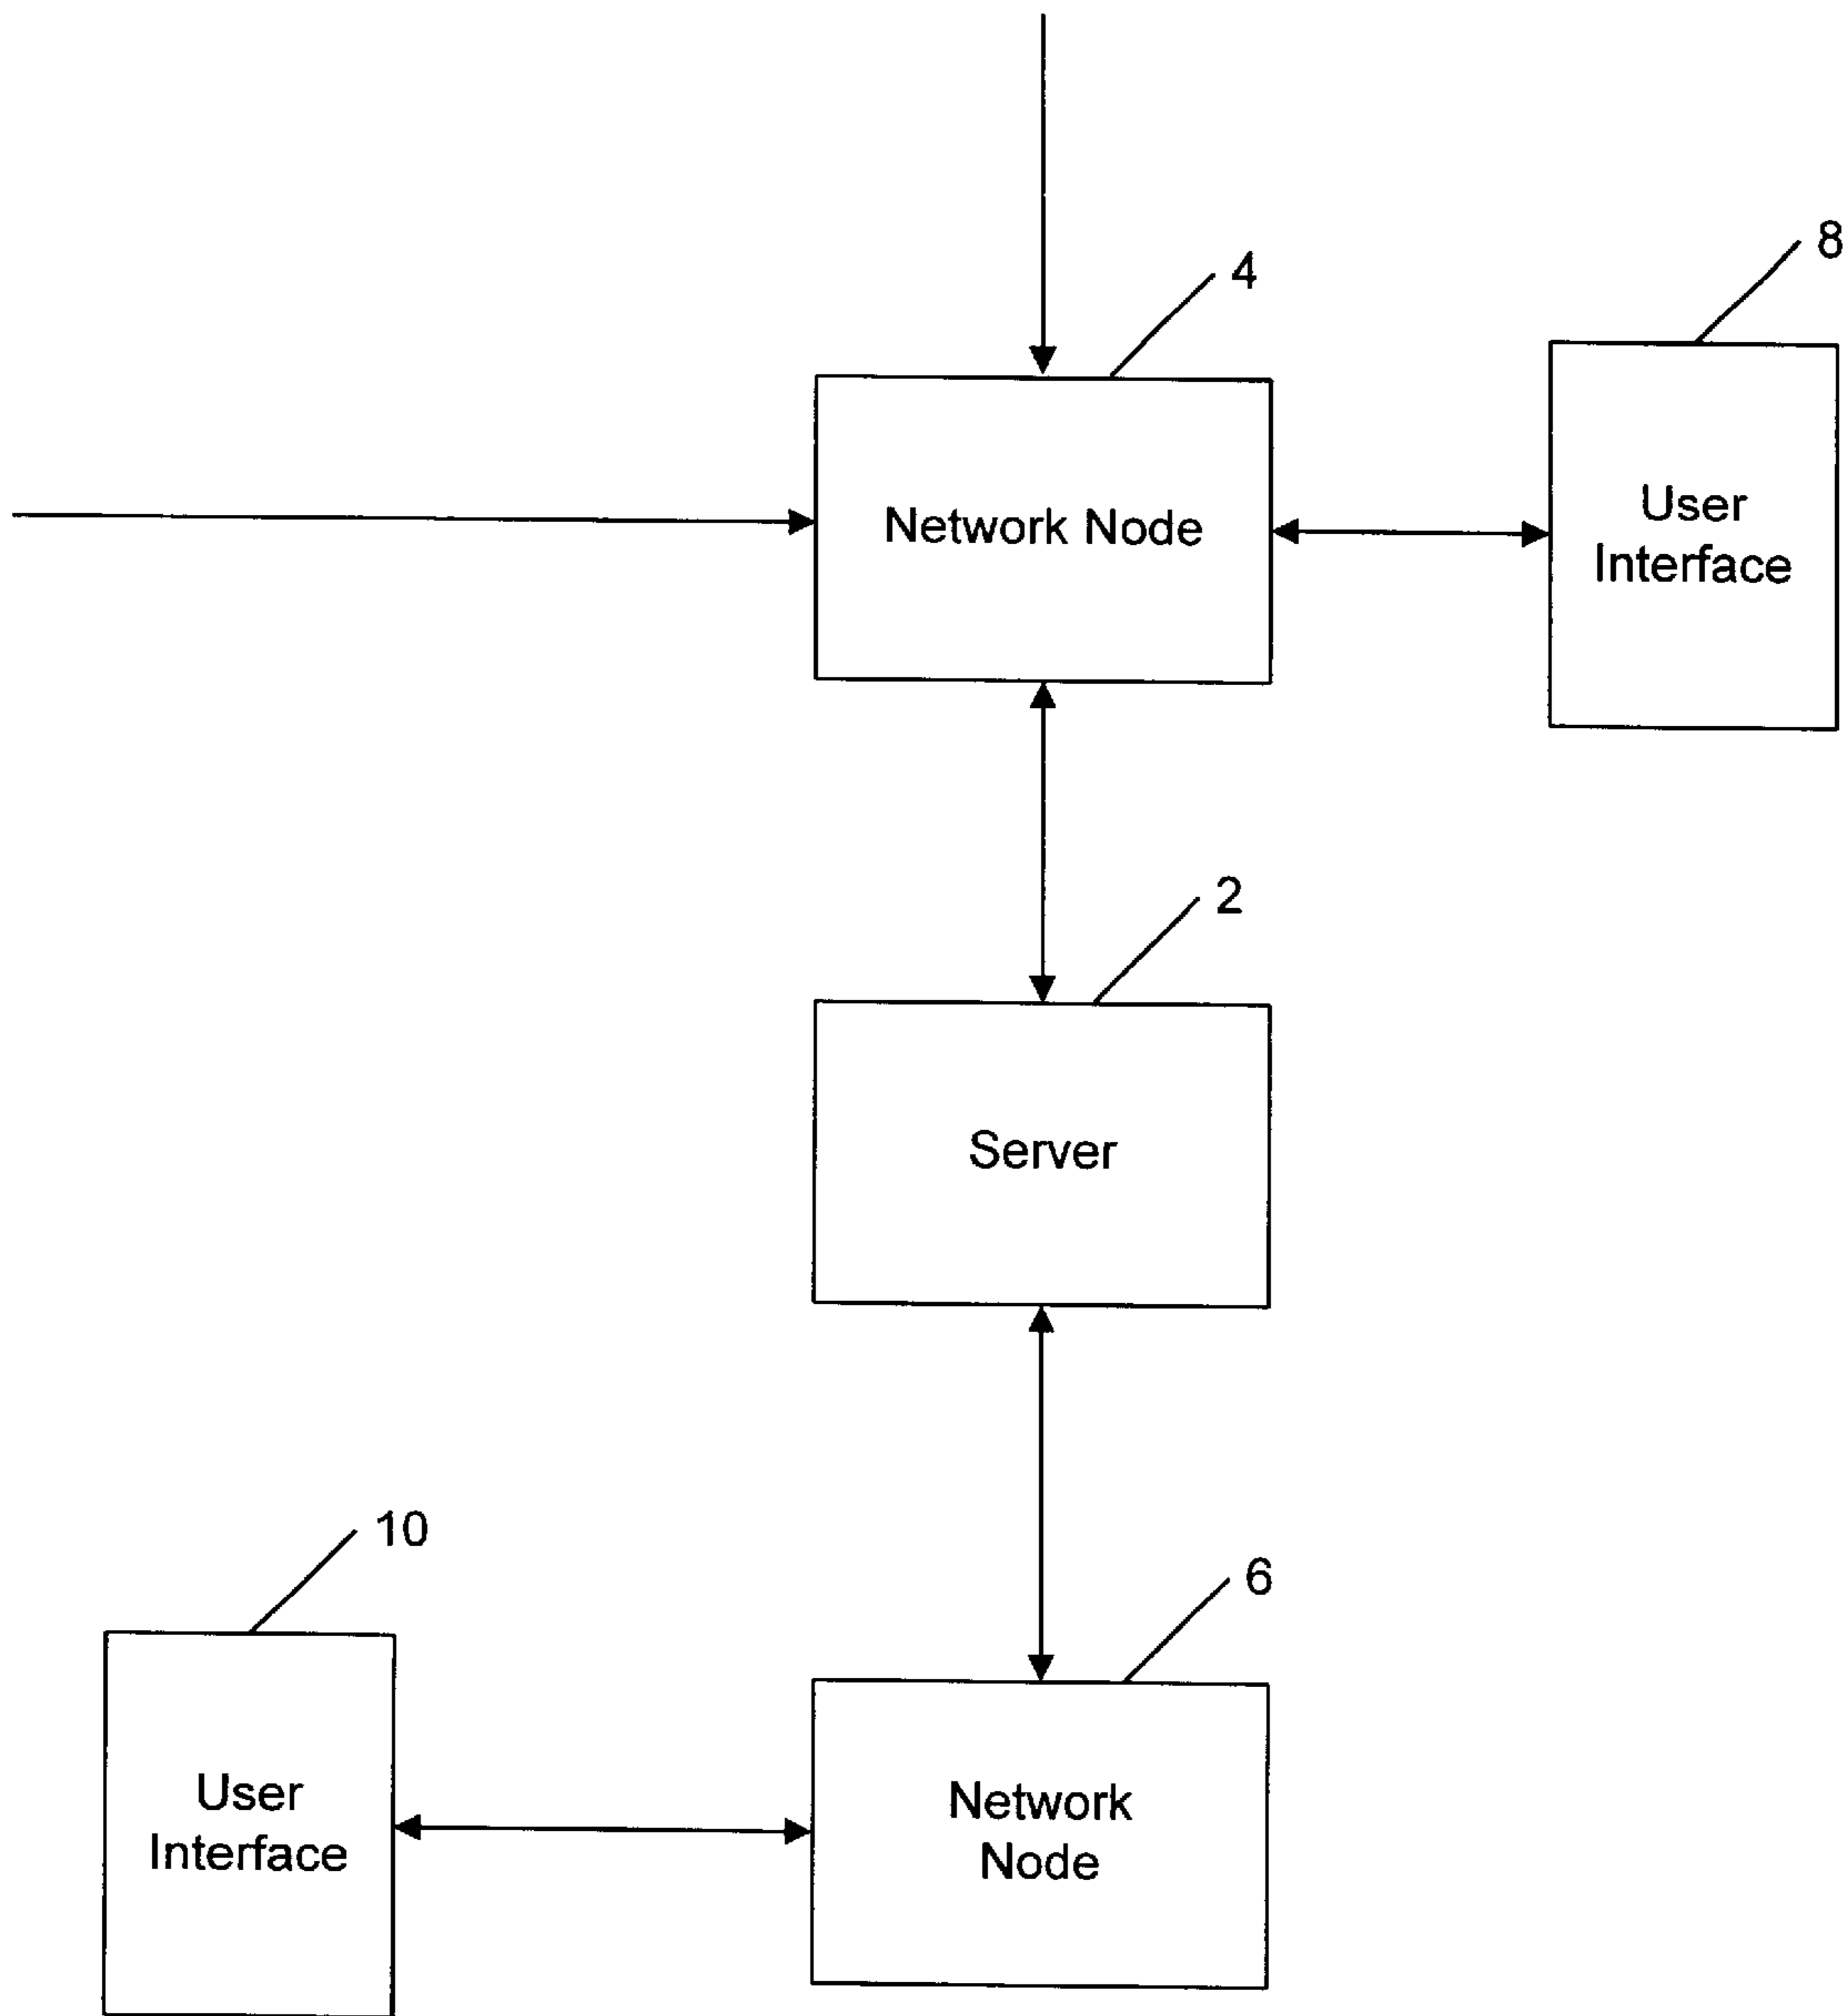 8
4
User
Interface
Network Node
2
Server
10
6
User
Interface
Network
Node